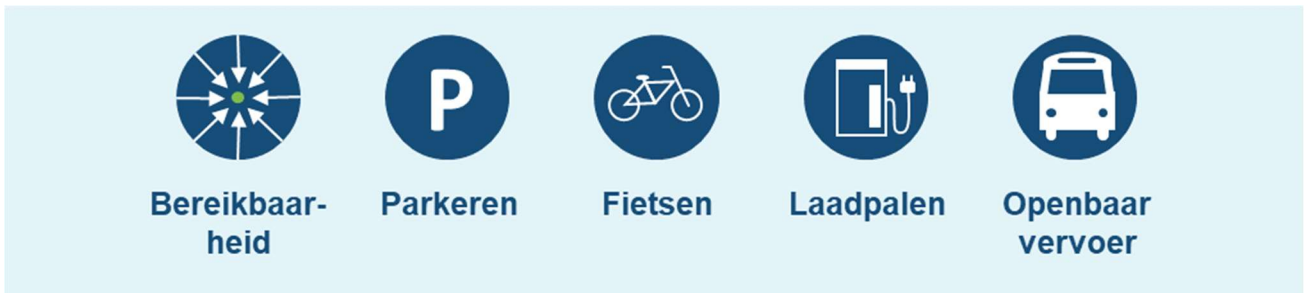 P
Bereikbaar-
heid
Parkeren
Fietsen
Laadpalen
Openbaar
vervoer